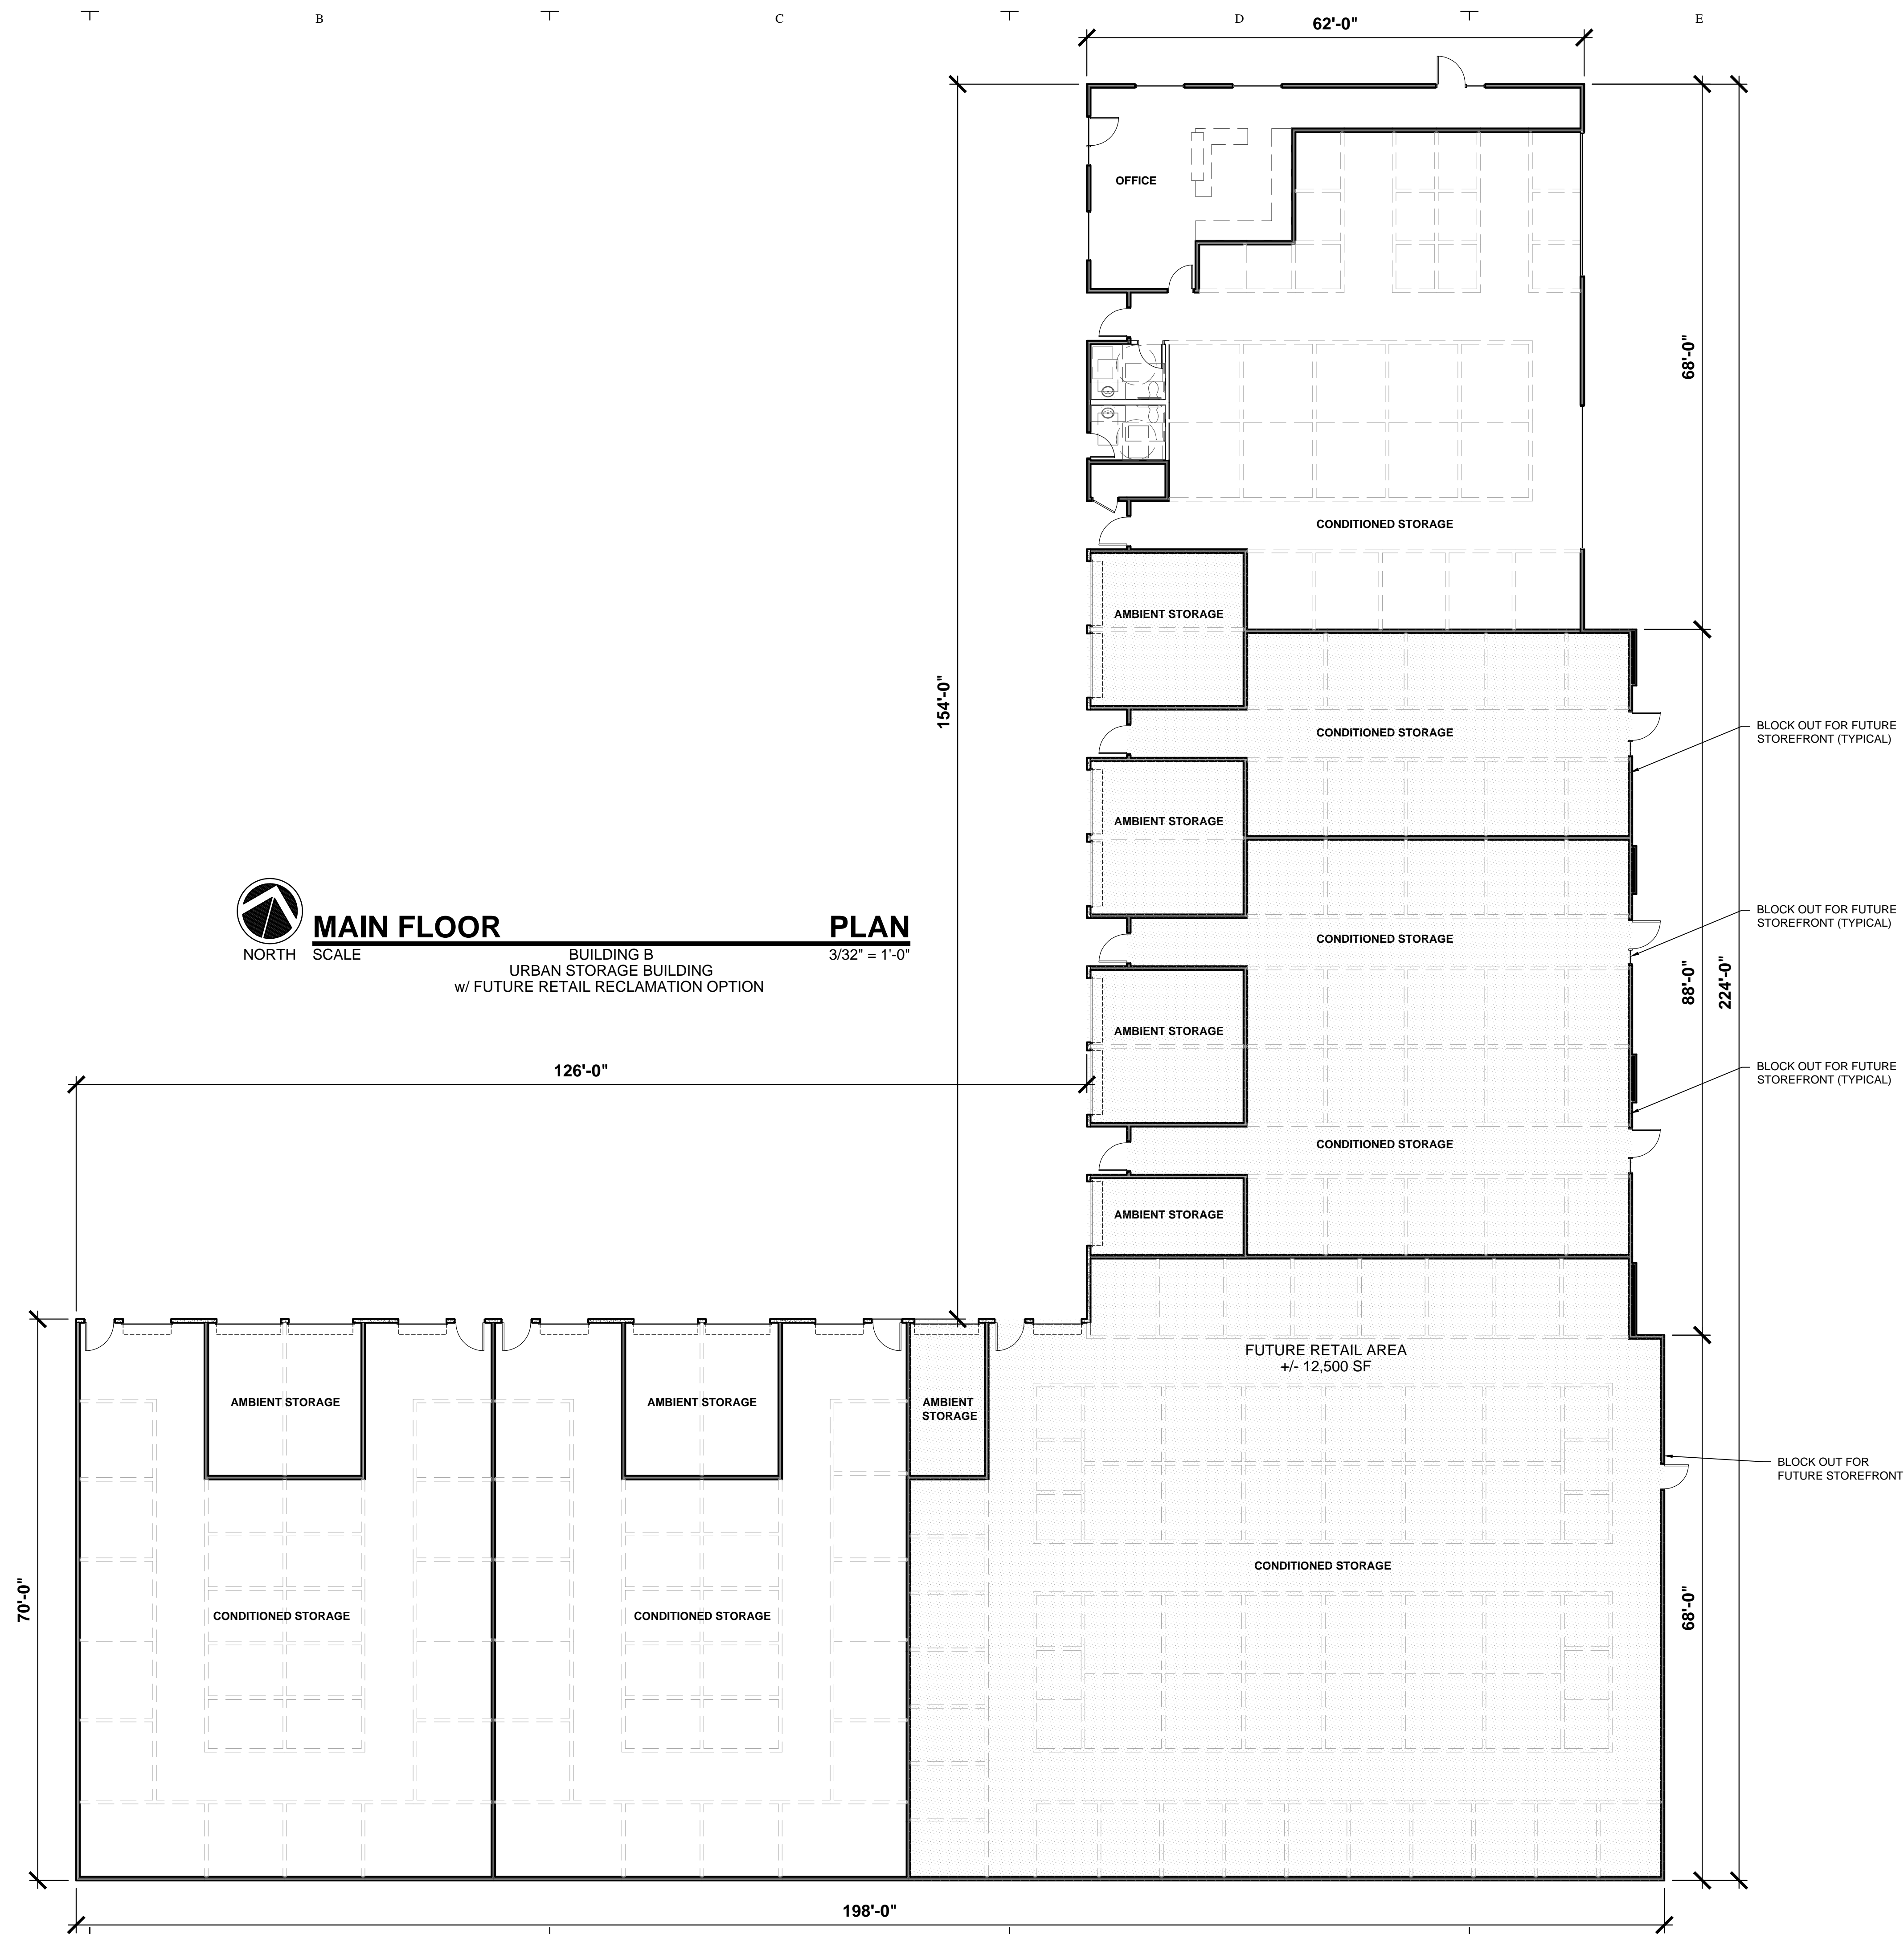 B
C
D
E
62'-0"
OFFICE
68'-0"
CONDITIONED STORAGE
AMBIENT STORAGE
154'-0"
CONDITIONED STORAGE
BLOCK OUT FOR FUTURE
STOREFRONT (TYPICAL)
AMBIENT STORAGE
MAIN FLOOR PLAN
NORTH SCALE BUILDING B 3/32" = 1'-0"
URBAN STORAGE BUILDING
w/ FUTURE RETAIL RECLAMATION OPTION
CONDITIONED STORAGE
BLOCK OUT FOR FUTURE
STOREFRONT (TYPICAL)
88'-0"
224'-0"
AMBIENT STORAGE
126'-0"
BLOCK OUT FOR FUTURE
STOREFRONT (TYPICAL)
CONDITIONED STORAGE
AMBIENT STORAGE
FUTURE RETAIL AREA
+/- 12,500 SF
AMBIENT STORAGE
AMBIENT STORAGE
AMBIENT
STORAGE
BLOCK OUT FOR
FUTURE STOREFRONT
CONDITIONED STORAGE
70'-0"
CONDITIONED STORAGE
CONDITIONED STORAGE
68'-0"
198'-0"